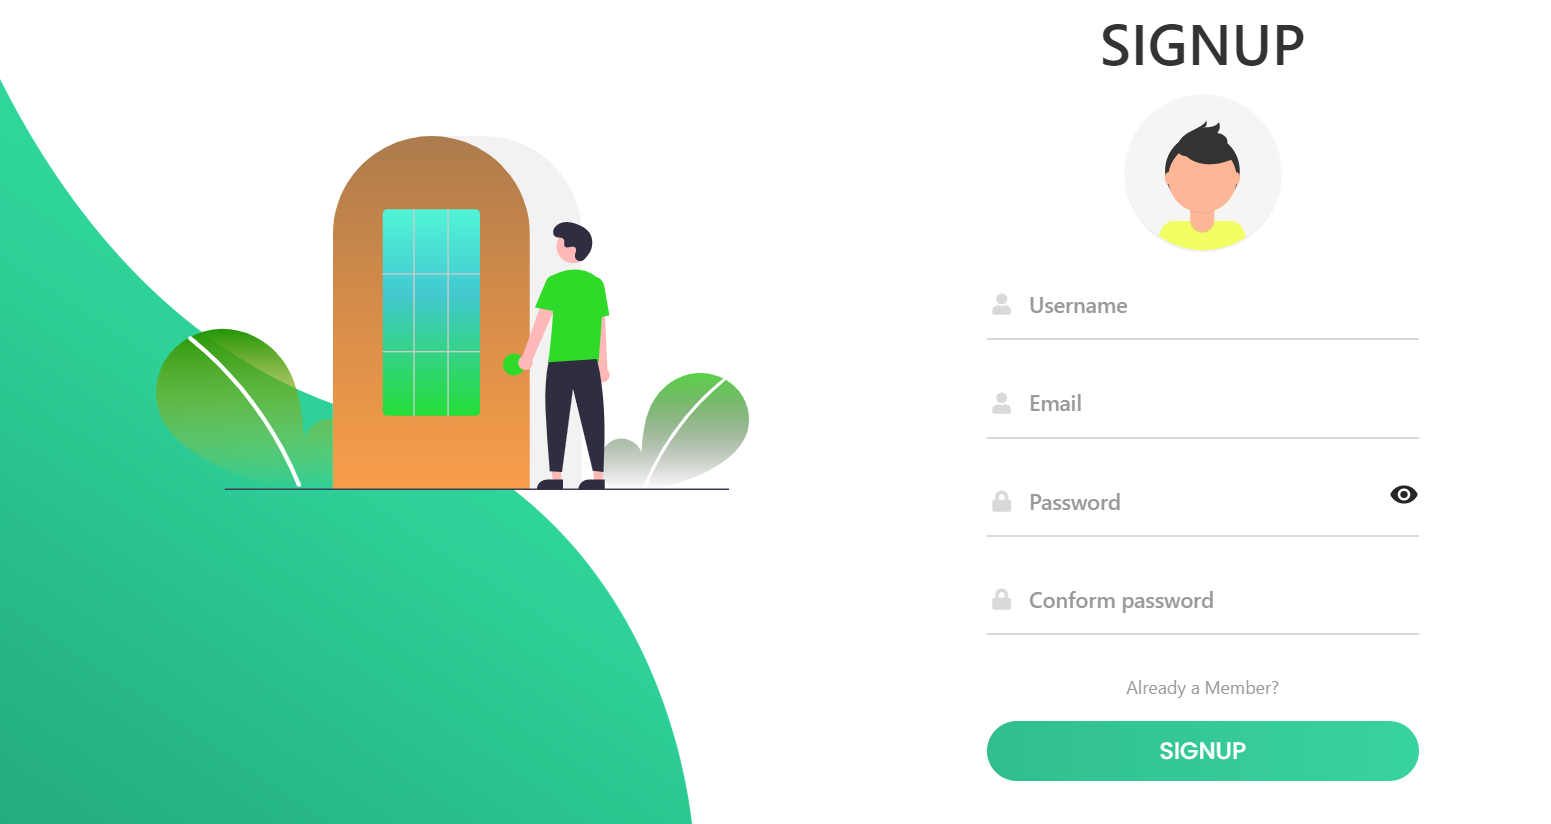 SIGNUP
Username
Email
Password
Conform password
Already a Member?
SIGNUP